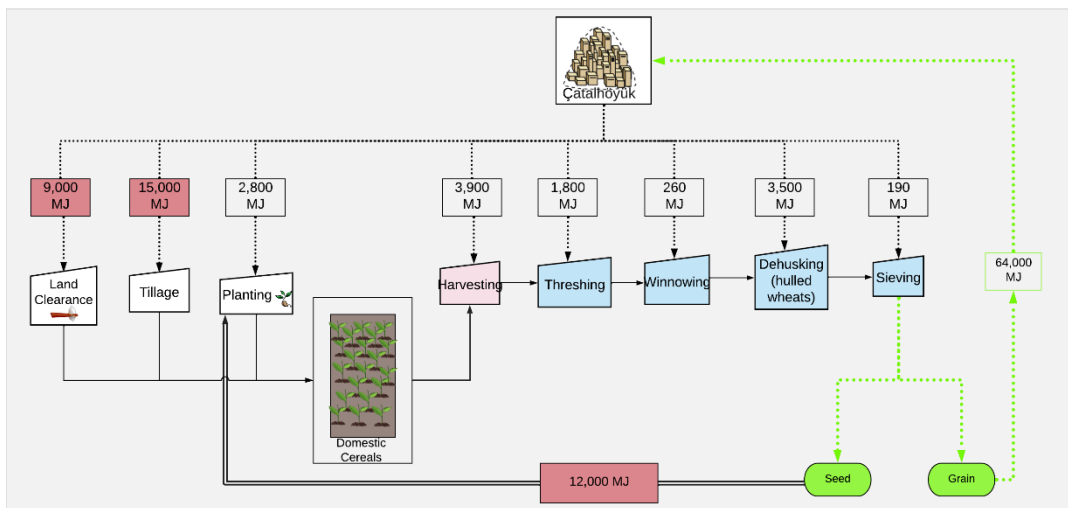 Çatalhöyük
9,000
MJ
15,000
MJ
2,800
MJ
3,900
MJ
1,800
MJ
260
MJ
3,500
MJ
190
MJ
64,000
MJ
Land
Clearance
Tillage
Planting
Harvesting
Threshing
Winnowing
Dehusking
(hulled
wheats)
Sieving
Domestic
Cereals
12,000 MJ
Seed
Grain